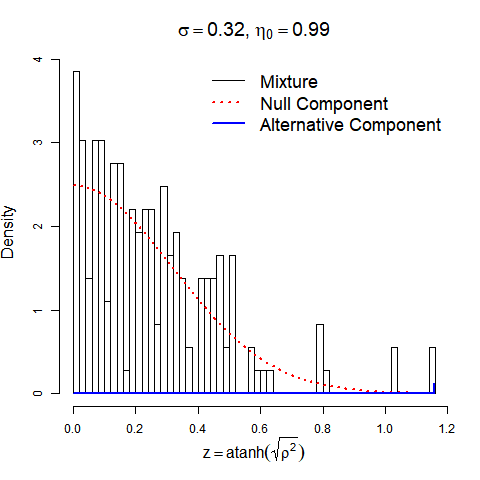 σ = 0.32, η₀ = 0.99
Mixture
Null Component
Alternative Component
Density
4
3
2
1
0
0.0 0.2 0.4 0.6 0.8 1.0 1.2
z = atanh(√ρ²)